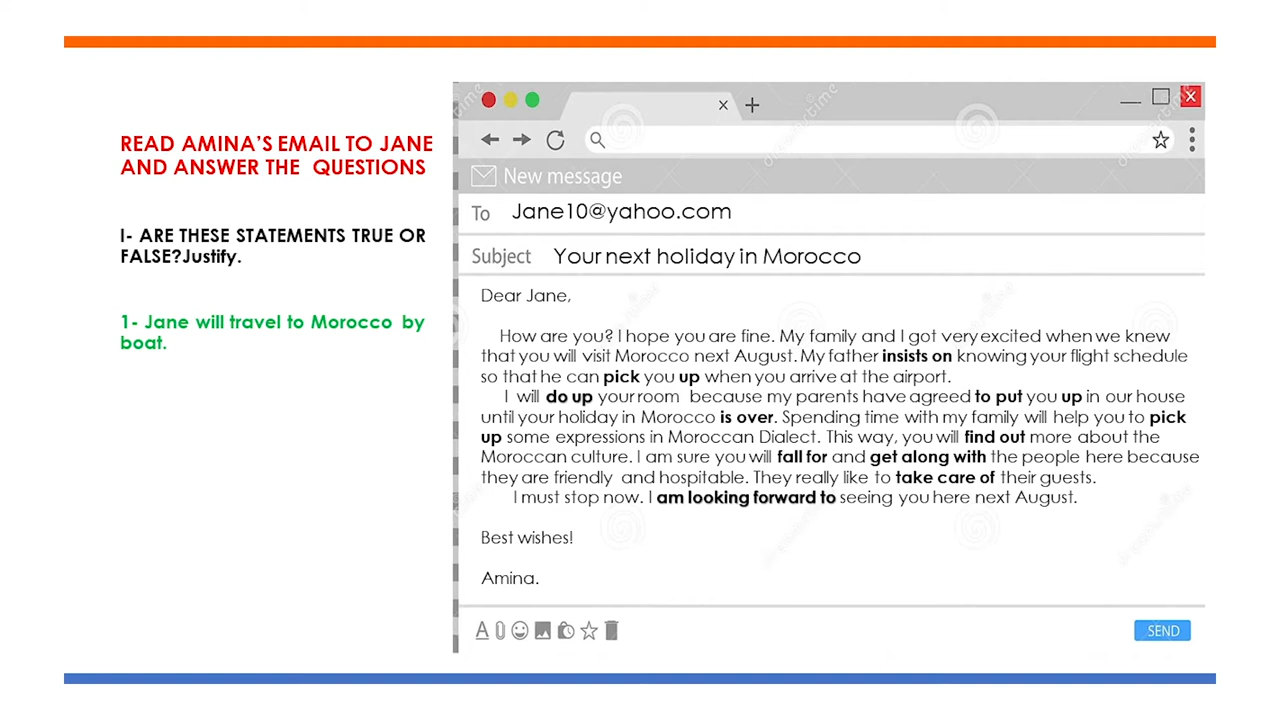 READ AMINA'S EMAIL TO JANE
AND ANSWER THE QUESTIONS
I- ARE THESE STATEMENTS TRUE OR
FALSE?Justify.
1- Jane will travel to Morocco by
boat.
New message
To Jane10@yahoo.com
Subject Your next holiday in Morocco
Dear Jane,
How are you? I hope you are fine. My family and I got very excited when we knew
that you will visit Morocco next August. My father insists on knowing your flight schedule
so that he can pick you up when you arrive at the airport.
I will do up your room because my parents have agreed to put you up in our house
until your holiday in Morocco is over. Spending time with my family will help you to pick
up some expressions in Moroccan Dialect. This way, you will find out more about the
Moroccan culture. I am sure you will fall for and get along with the people here because
they are friendly and hospitable. They really like to take care of their guests.
I must stop now. I am looking forward to seeing you here next August.
Best wishes!
Amina.
SEND